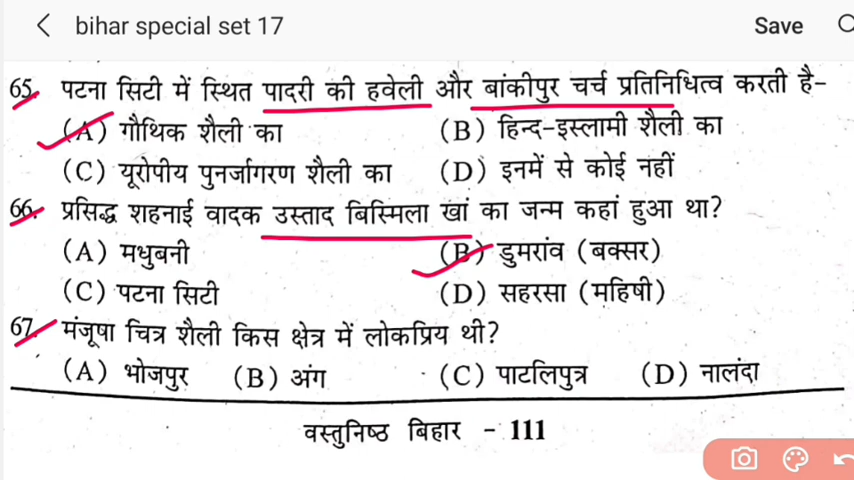 bihar special set 17
Save
65. पटना सिटी में स्थित पादरी की हवेली और बांकीपुर चर्च प्रतिनिधित्व करती है-
(A) गौथिक शैली का (B) हिन्द-इस्लामी शैली का
(C) यूरोपीय पुनर्जागरण शैली का (D) इनमें से कोई नहीं
66. प्रसिद्ध शहनाई वादक उस्ताद बिस्मिला खां का जन्म कहां हुआ था?
(A) मधुबनी (B) डुमरांव (बक्सर)
(C) पटना सिटी (D) सहरसा (महिषी)
67. मंजूषा चित्र शैली किस क्षेत्र में लोकप्रिय थी?
(A) भोजपुर (B) अंग (C) पाटलिपुत्र (D) नालंदा
वस्तुनिष्ठ बिहार - 111